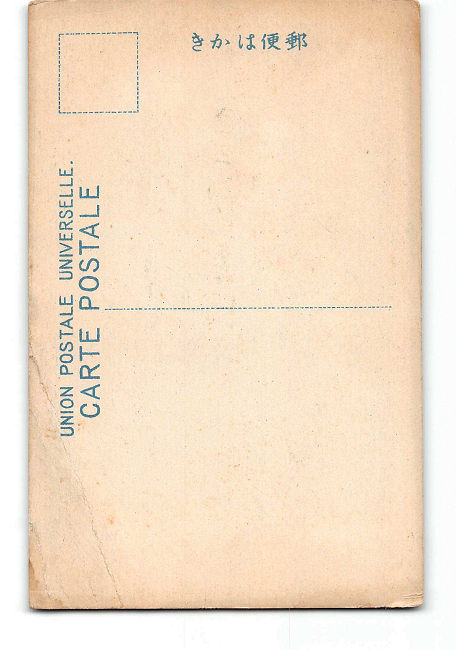 郵便はかき
UNION POSTALE UNIVERSELLE.
CARTE POSTALE